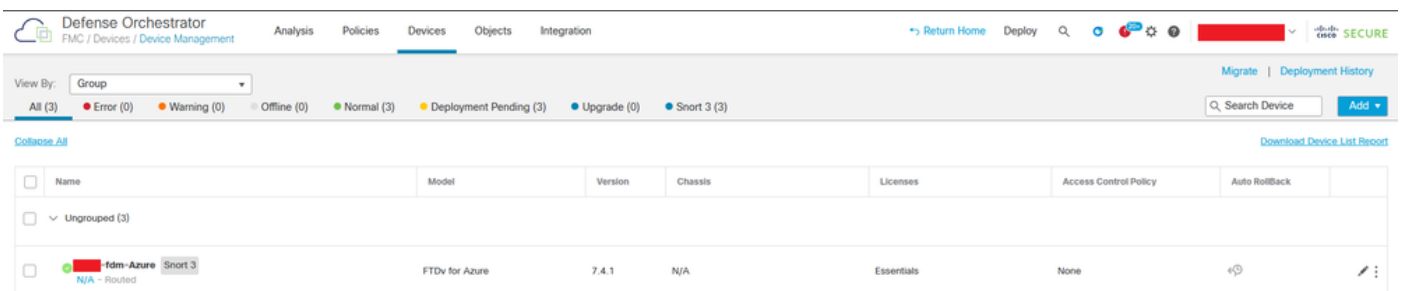 Defense Orchestrator
FMC / Devices / Device Management
Analysis Policies Devices Objects Integration
Return Home Deploy 20+ CISCO SECURE
Migrate | Deployment History
View By: Group
All (3) Error (0) Warning (0) Offline (0) Normal (3) Deployment Pending (3) Upgrade (0) Snort 3 (3) Search Device Add
Collapse All Download Device List Report
Name Model Version Chassis Licenses Access Control Policy Auto RollBack
Ungrouped (3)
-fdm-Azure Snort 3
N/A - Routed
FTDv for Azure 7.4.1 N/A Essentials None